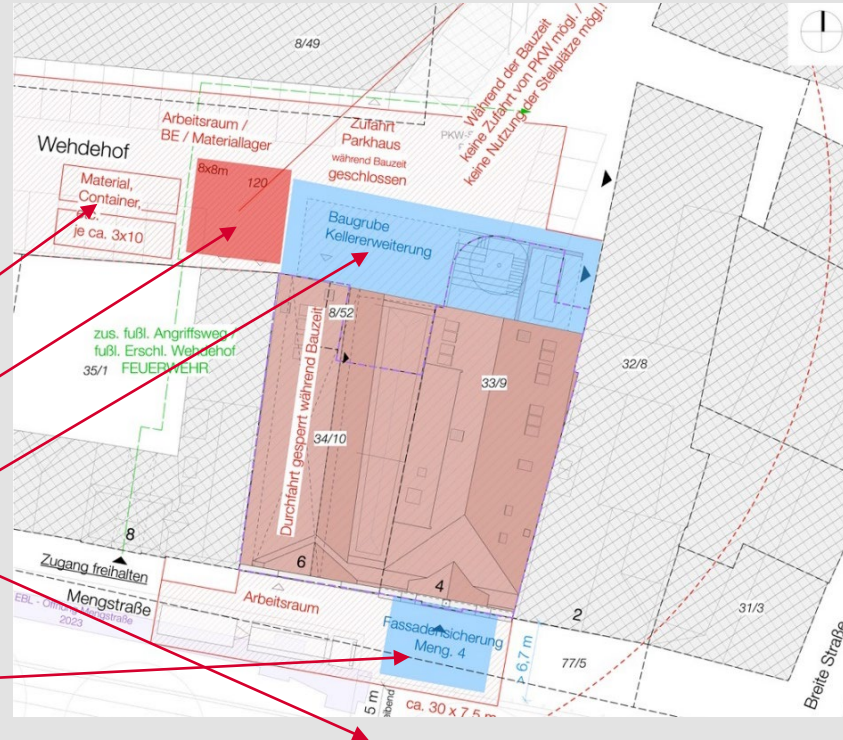 8/49
Während der Bauzeit
keine Zufahrt von PKW mögl. /
keine Nutzung der Stellplätze mögl.
Wehdehof
Arbeitsraum /
BE / Materiallager
Zufahrt
Parkhaus
während Bauzeit
geschlossen
8x8m
120
Material,
Container,
je ca. 3x10
Baugrube
Kellererweiterung
zus. fußl. Angriffsweg /
fußl. Erschl. Wehdehof
FEUERWEHR
35/1
8/52
Durchfahrt gesperrt während Bauzeit
33/9
32/8
34/10
8
6
4
2
Zugang freihalten
Mengstraße
EBL - Öffnung Mengstraße
2023
Arbeitsraum
Fassadensicherung
Meng. 4
> 6,7 m
77/5
31/3
Breite Straße
5 m
ca. 30 x 7,5 m